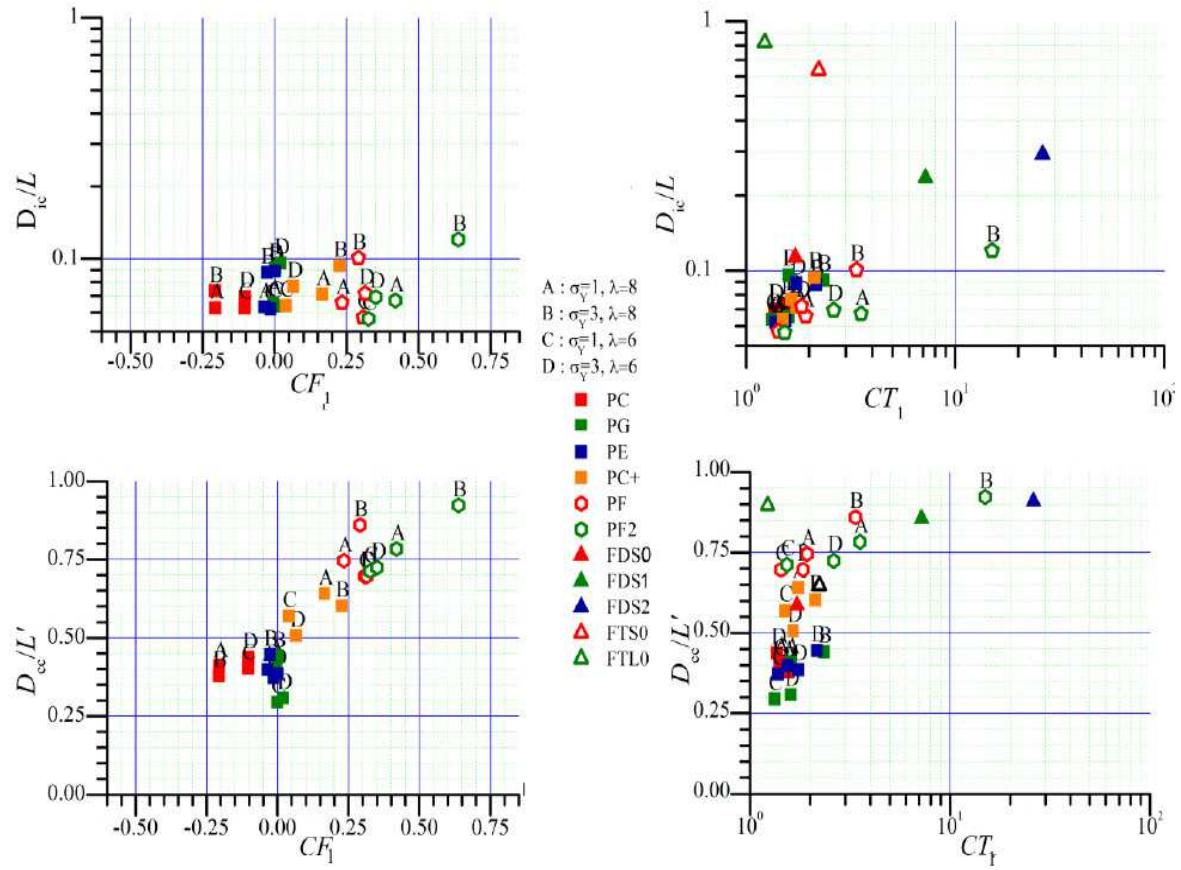 1
0.1
D_ic/L
-0.25 0.00 0.25 0.50 0.75
CF_1
B
A
D
C
B
D
B
A
D
A
C
B
A
B
A
D
C
D
A
B
1
0.1
D_ic/L
10^0 10^1 10^2
CT_1
B
B
D
A
A : σ_Y=1, λ=8
B : σ_Y=3, λ=8
C : σ_Y=1, λ=6
D : σ_Y=3, λ=6
PC
PG
PE
PC+
PF
PF2
FDS0
FDS1
FDS2
FTS0
FTL0
1.00
0.75
0.50
0.25
0.00
D_cc/L'
-0.50 -0.25 0.00 0.25 0.50 0.75
CF_1
B
B
A
A
D
A
B
C
D
A
B
D
C
B
D
1.00
0.75
0.50
0.25
0.00
D_cc/L'
10^0 10^1 10^2
CT_1
B
B
A
A
D
C
C
A
B
C
D
D
B
D
C
D